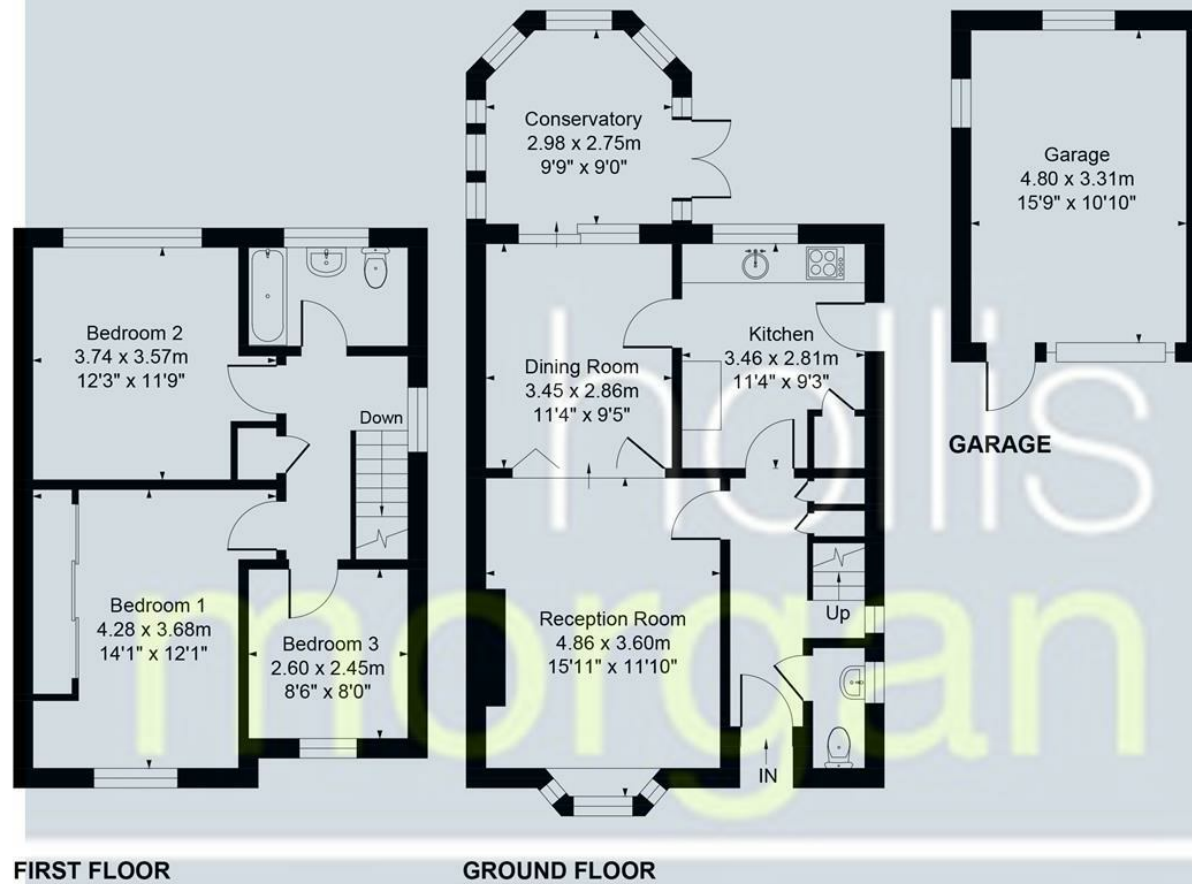 Conservatory
2.98 x 2.75m
9'9" x 9'0"
Garage
4.80 x 3.31m
15'9" x 10'10"
Bedroom 2
3.74 x 3.57m
12'3" x 11'9"
Down
Dining Room
3.45 x 2.86m
11'4" x 9'5"
Kitchen
3.46 x 2.81m
11'4" x 9'3"
GARAGE
hollis
morgan
Bedroom 1
4.28 x 3.68m
14'1" x 12'1"
Bedroom 3
2.60 x 2.45m
8'6" x 8'0"
Reception Room
4.86 x 3.60m
15'11" x 11'10"
Up
IN
FIRST FLOOR
GROUND FLOOR